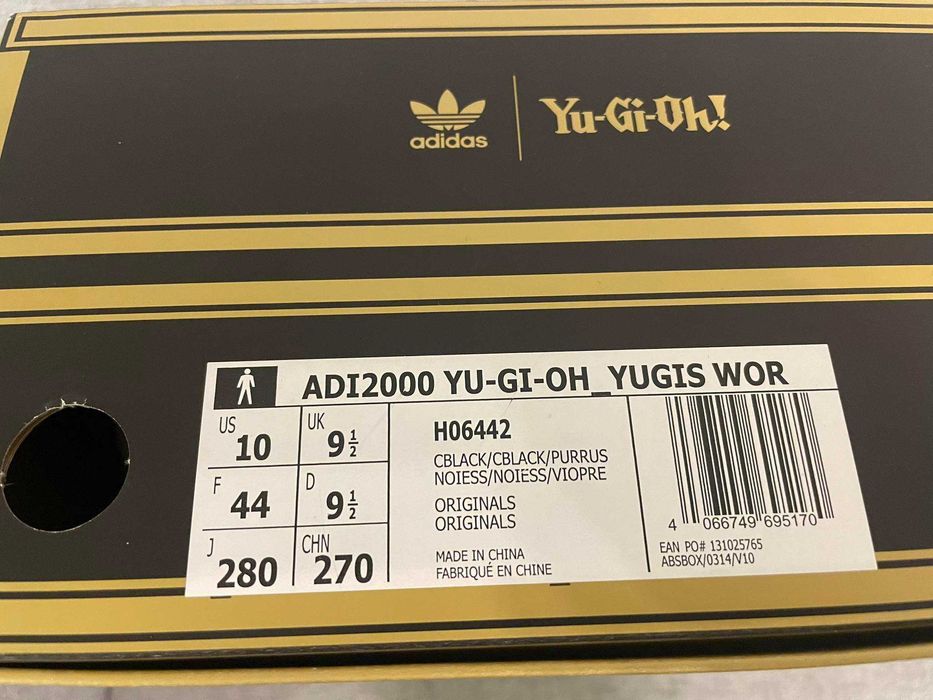 adidas
Yu-Gi-Oh!
ADI2000 YU-GI-OH_YUGIS WOR
US 10
UK 9 1/2
F 44
D 9 1/2
J 280
CHN 270
H06442
CBLACK/CBLACK/PURRUS
NOIESS/NOIESS/VIOPRE
ORIGINALS
ORIGINALS
MADE IN CHINA
FABRIQUÉ EN CHINE
4 066749 695170
EAN PO# 131025765
ABSBOX/0314/V10